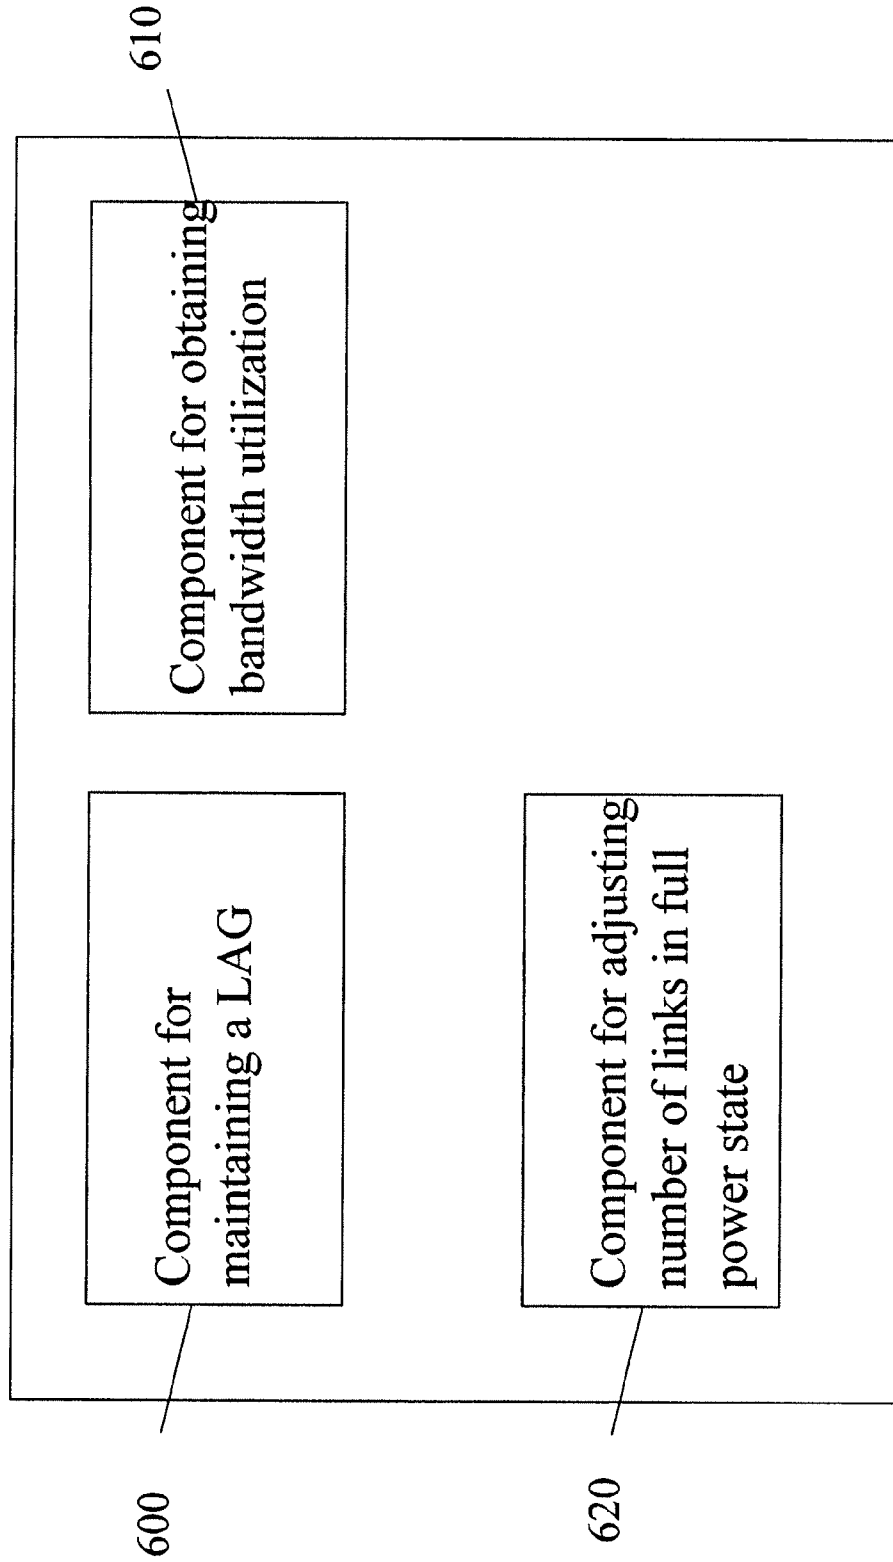 600
Component for
maintaining a LAG
Component for obtaining
bandwidth utilization
610
620
Component for adjusting
number of links in full
power state